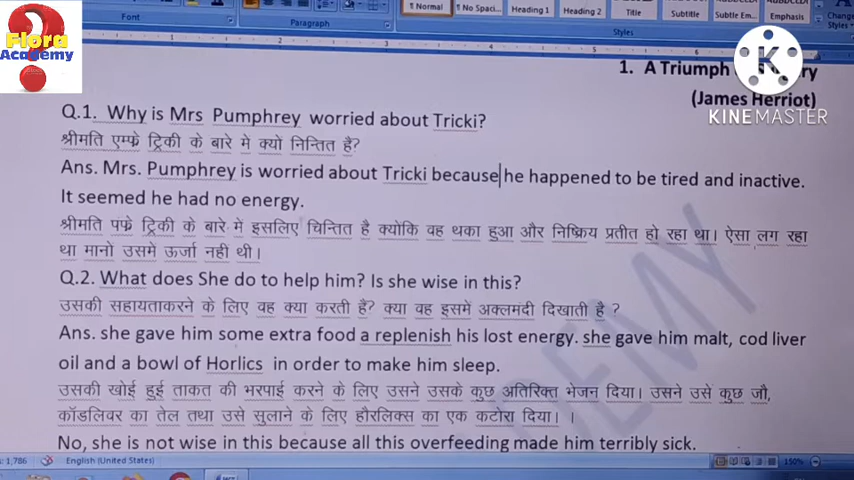 Flora
Academy
Font
Paragraph
Styles
¶ Normal
¶ No Spaci...
Heading 1
Heading 2
Title
Subtitle
Subtle Em...
Emphasis
Change
Styles
1. A Triumph
(James Herriot)
KINEMASTER
Q.1. Why is Mrs Pumphrey worried about Tricki?
श्रीमति एम्फ्रे ट्रिकी के बारे मे क्यो निन्तित है?
Ans. Mrs. Pumphrey is worried about Tricki because he happened to be tired and inactive.
It seemed he had no energy.
श्रीमति पंफ्रे ट्रिकी के बारे में इसलिए चिन्तित है क्योकि वह थका हुआ और निष्क्रिय प्रतीत हो रहा था। ऐसा लग रहा
था मानो उसमे ऊर्जा नही थी।
Q.2. What does She do to help him? Is she wise in this?
उसकी सहायताकरने के लिए वह क्या करती है? क्या वह इसमें अक्लमंदी दिखाती है ?
Ans. she gave him some extra food a replenish his lost energy. she gave him malt, cod liver
oil and a bowl of Horlics in order to make him sleep.
उसकी खोई हुई ताकत की भरपाई करने के लिए उसने उसके कुछ अतिरिक्त भेजन दिया। उसने उसे कुछ जौ,
कॉडलिवर का तेल तथा उसे सुलाने के लिए हौरलिक्स का एक कटोरा दिया। ।
No, she is not wise in this because all this overfeeding made him terribly sick.
: 1,786
English (United States)
150%